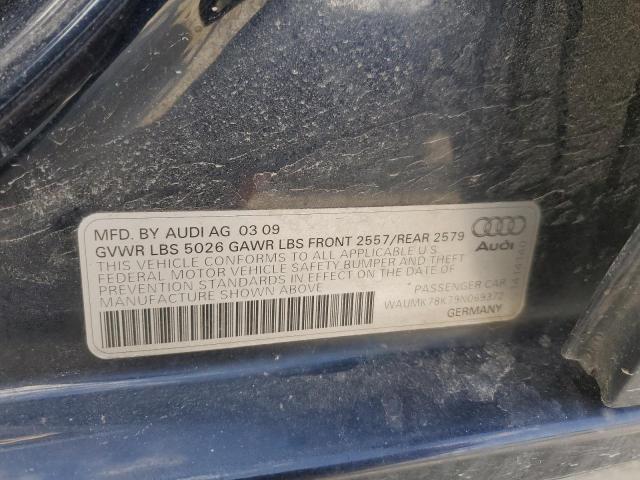 MFD. BY AUDI AG 03 09
GVWR LBS 5026 GAWR LBS FRONT 2557/REAR 2579
THIS VEHICLE CONFORMS TO ALL APPLICABLE U.S.
FEDERAL MOTOR VEHICLE SAFETY BUMPER AND THEFT
PREVENTION STANDARDS IN EFFECT ON THE DATE OF
MANUFACTURE SHOWN ABOVE
PASSENGER CAR
WAUMK78K79N069372
GERMANY
Audi